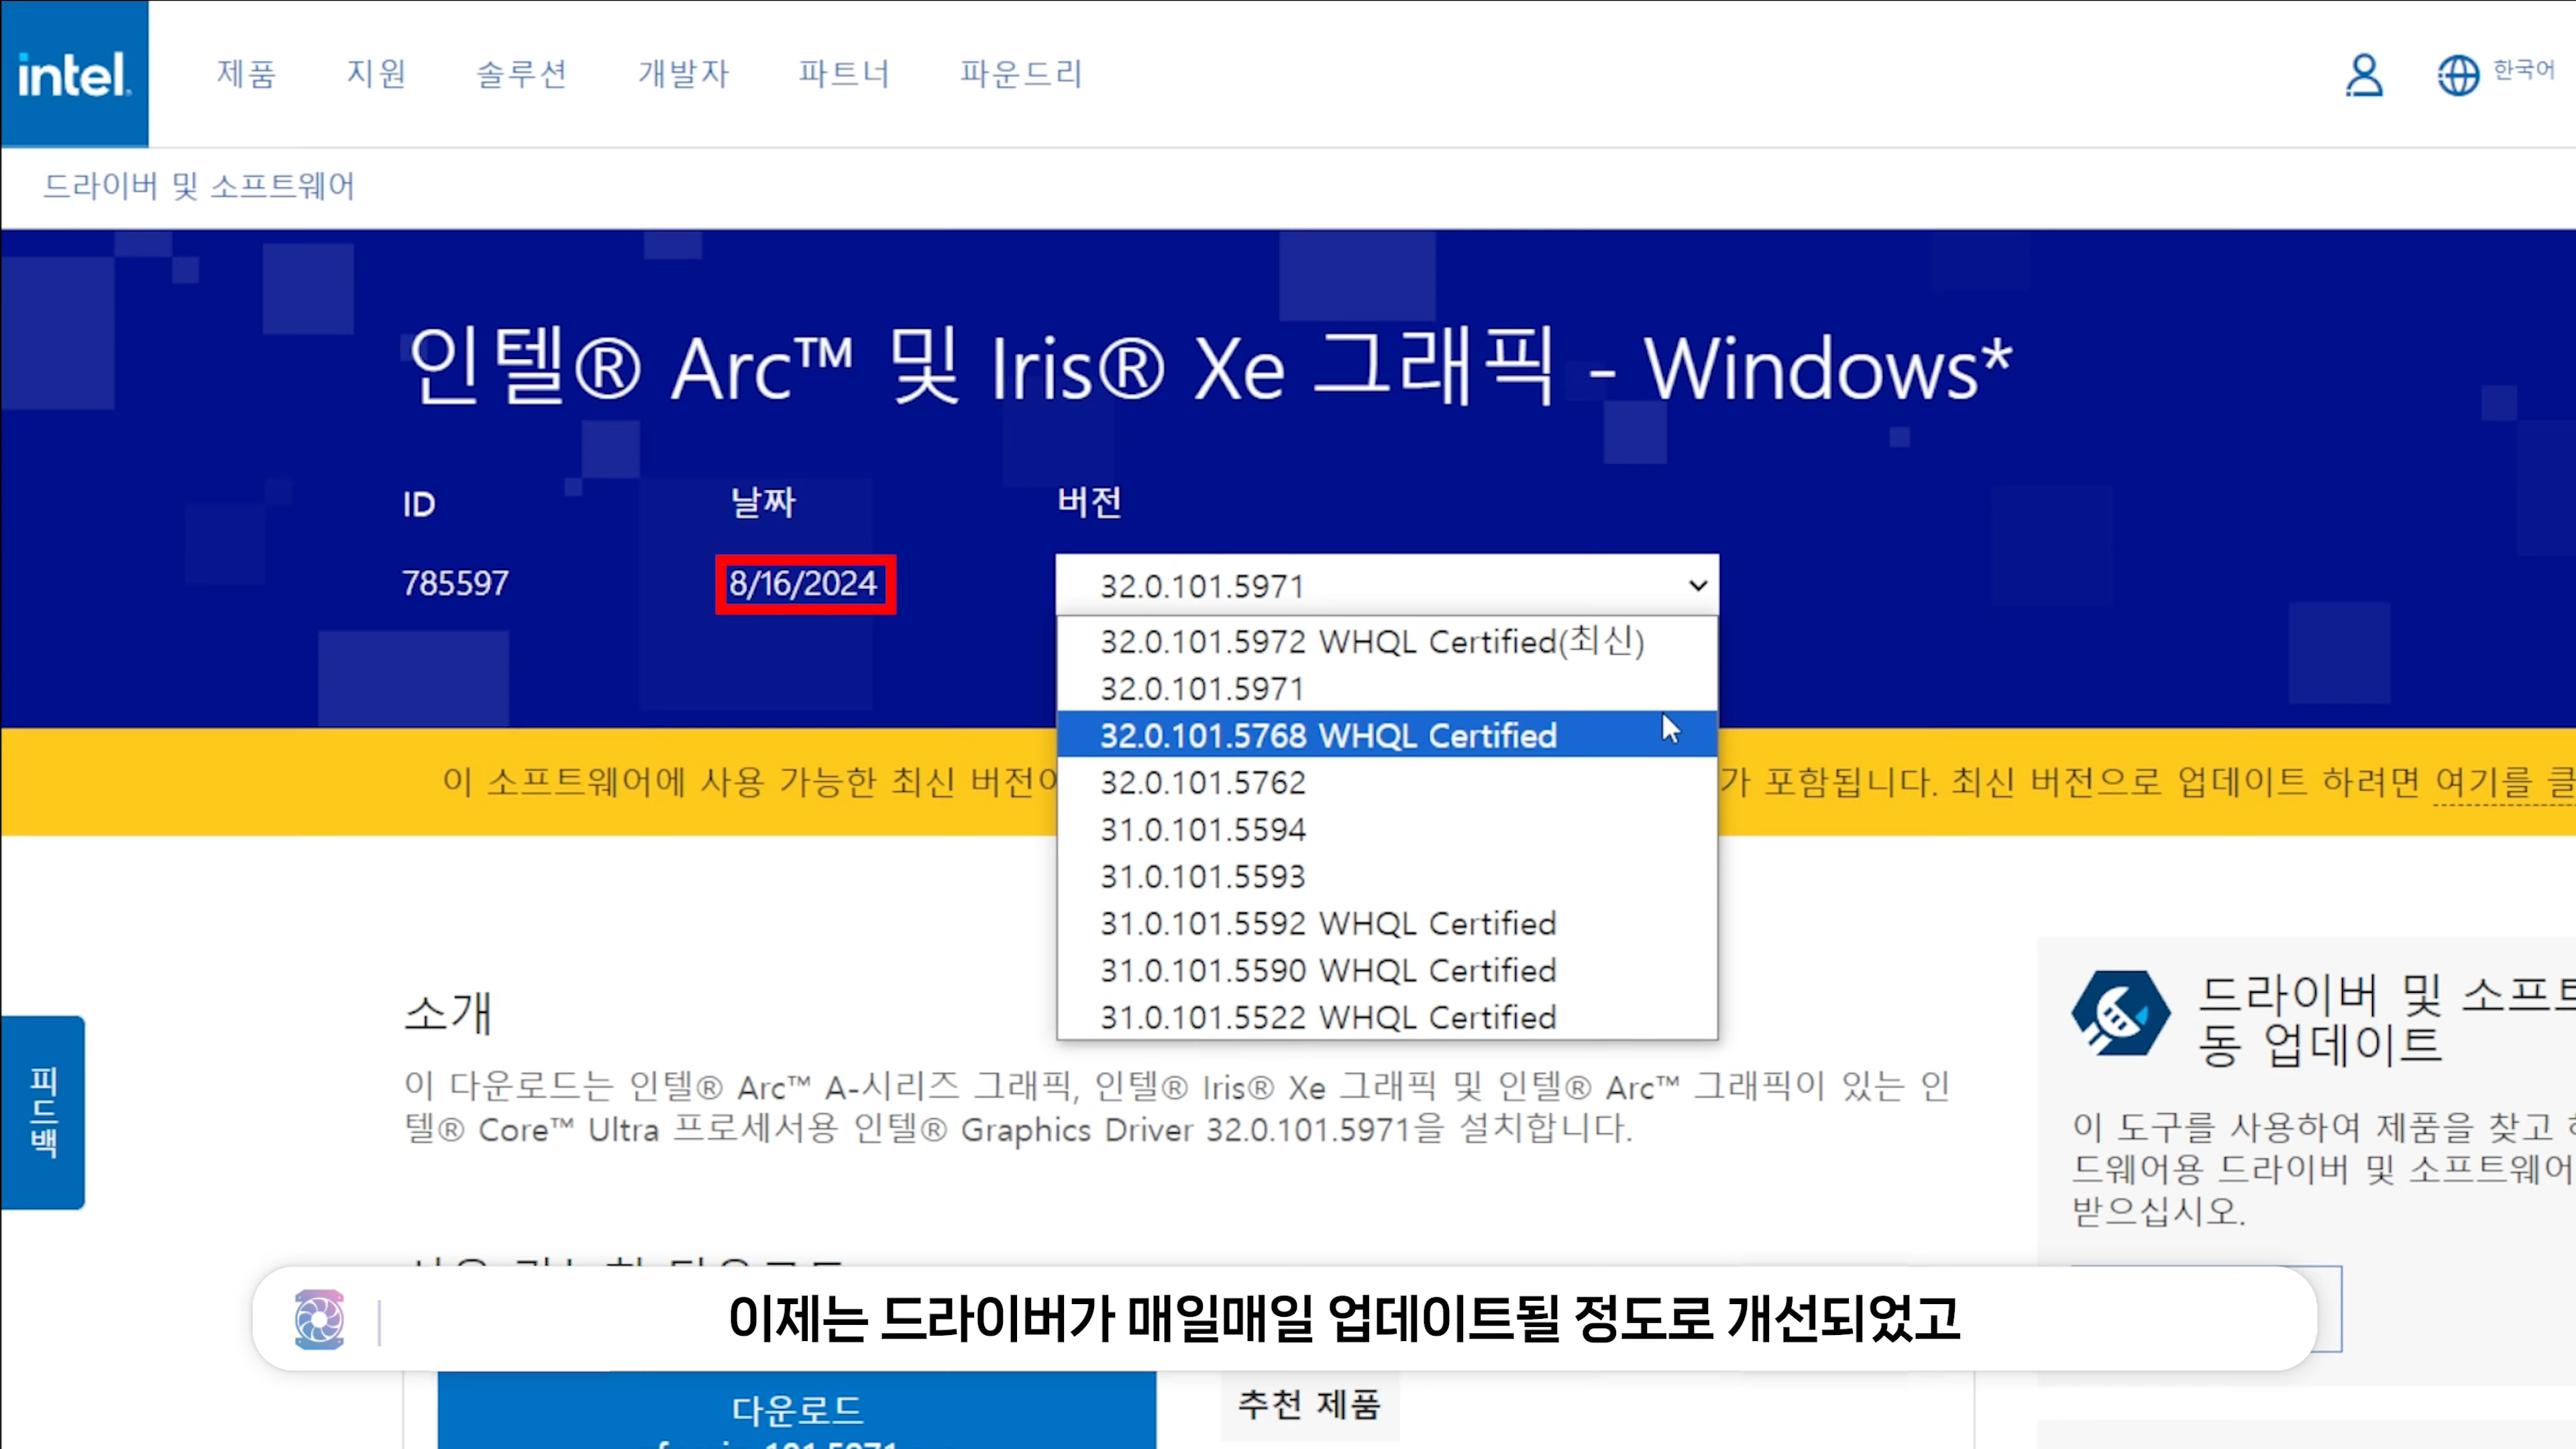 intel.
제품 지원 솔루션 개발자 파트너 파운드리 한국어
드라이버 및 소프트웨어
인텔® Arc™ 및 Iris® Xe 그래픽 - Windows*
ID 날짜 버전
785597 8/16/2024 32.0.101.5971
32.0.101.5972 WHQL Certified(최신)
32.0.101.5971
32.0.101.5768 WHQL Certified
32.0.101.5762
31.0.101.5594
31.0.101.5593
31.0.101.5592 WHQL Certified
31.0.101.5590 WHQL Certified
31.0.101.5522 WHQL Certified
이 소프트웨어에 사용 가능한 최신 버전이 가 포함됩니다. 최신 버전으로 업데이트 하려면 여기를 클
소개
이 다운로드는 인텔® Arc™ A-시리즈 그래픽, 인텔® Iris® Xe 그래픽 및 인텔® Arc™ 그래픽이 있는 인
텔® Core™ Ultra 프로세서용 인텔® Graphics Driver 32.0.101.5971을 설치합니다.
드라이버 및 소프트
동 업데이트
이 도구를 사용하여 제품을 찾고
드웨어용 드라이버 및 소프트웨어
받으십시오.
피드백
이제는 드라이버가 매일매일 업데이트될 정도로 개선되었고
다운로드
추천 제품